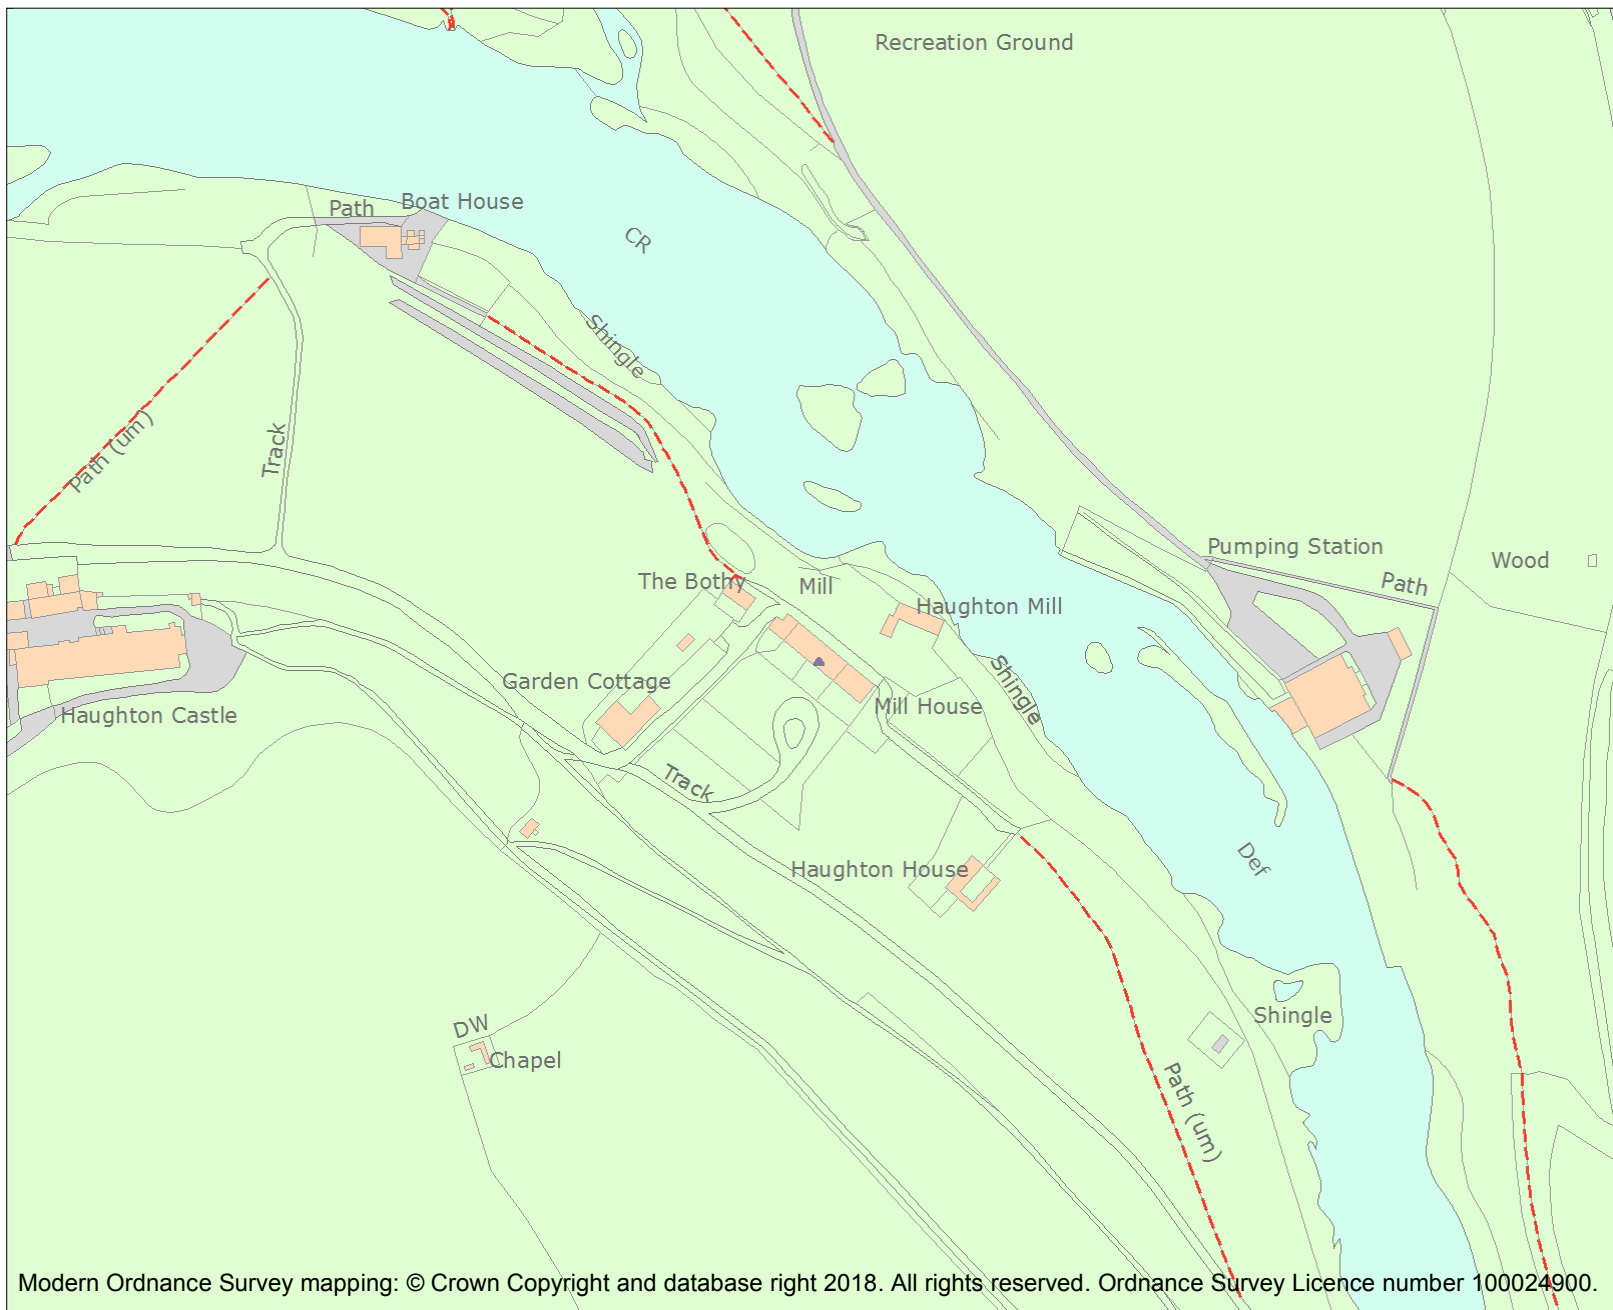 Recreation Ground
Boat House
Path
CR
Shingle
Path (um)
Track
Pumping Station
Wood
Path
The Bothy
Mill
Haughton Mill
Garden Cottage
Shingle
Mill House
Haughton Castle
Track
Haughton House
Def
Shingle
DW
Chapel
Path (um)
Modern Ordnance Survey mapping: © Crown Copyright and database right 2018. All rights reserved. Ordnance Survey Licence number 100024900.